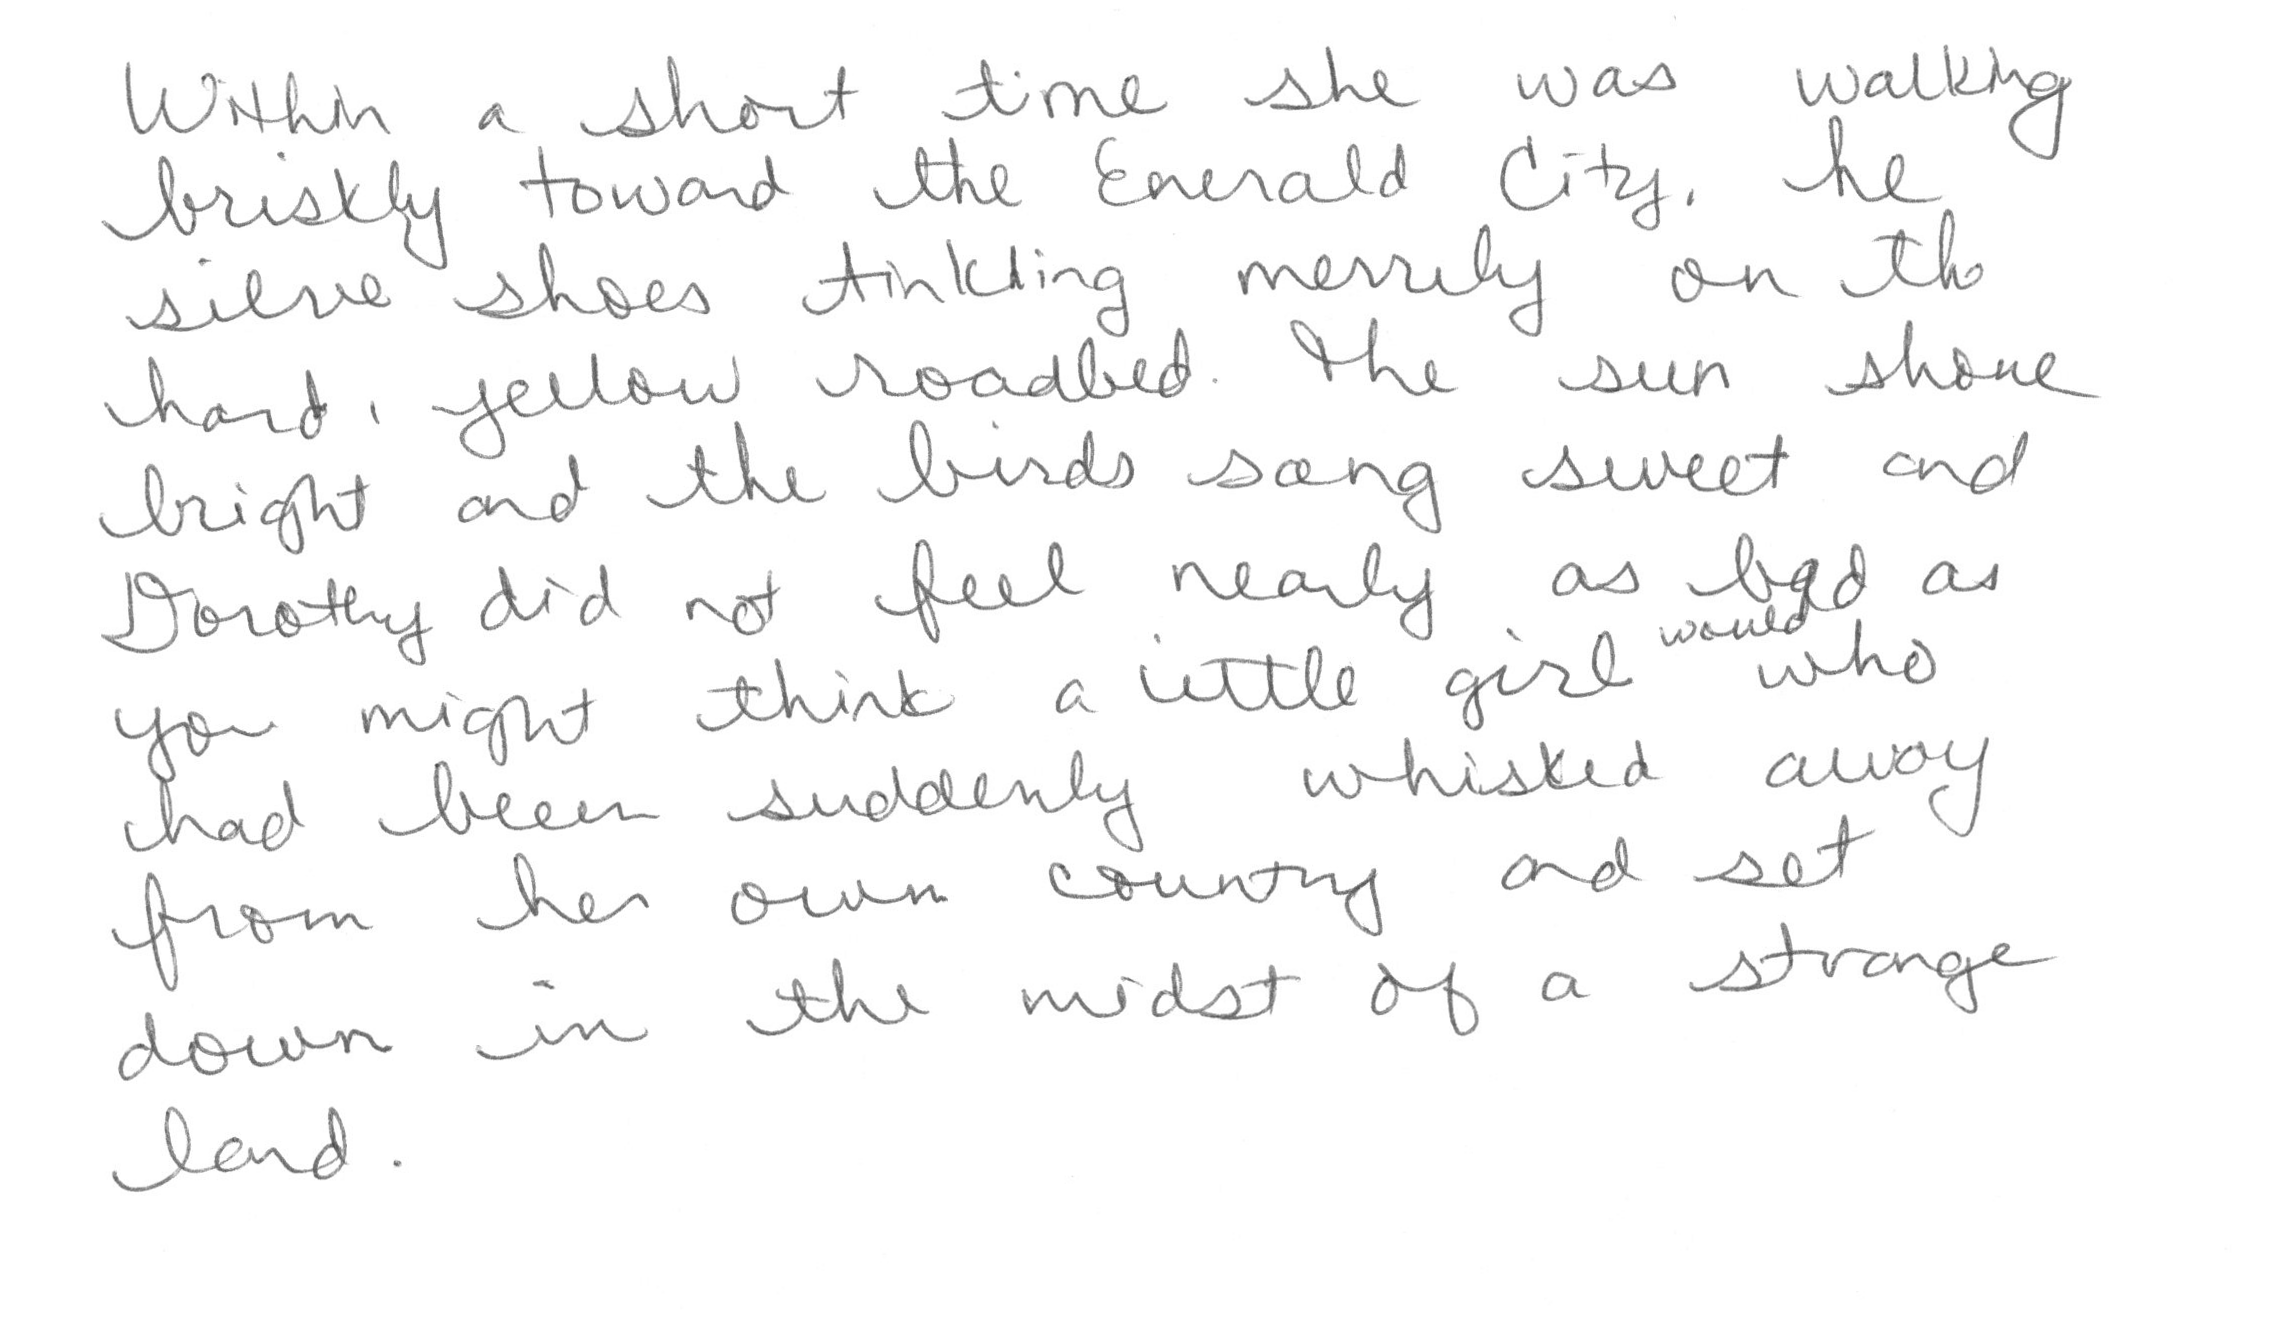 Within a short time she was walking
briskly toward the Emerald City, he
silve shoes tinkling merrily on th
hard, yellow roadbed. The sun shone
bright and the birds sang sweet and
Dorothy did not feel nearly as bad as
you might think a little girl would who
had been suddenly whisked away
from her own country and set
down in the midst of a strange
land.